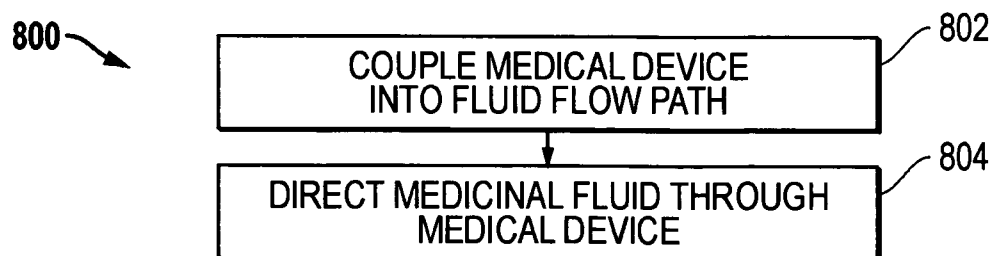 800
802
COUPLE MEDICAL DEVICE
INTO FLUID FLOW PATH
804
DIRECT MEDICINAL FLUID THROUGH
MEDICAL DEVICE